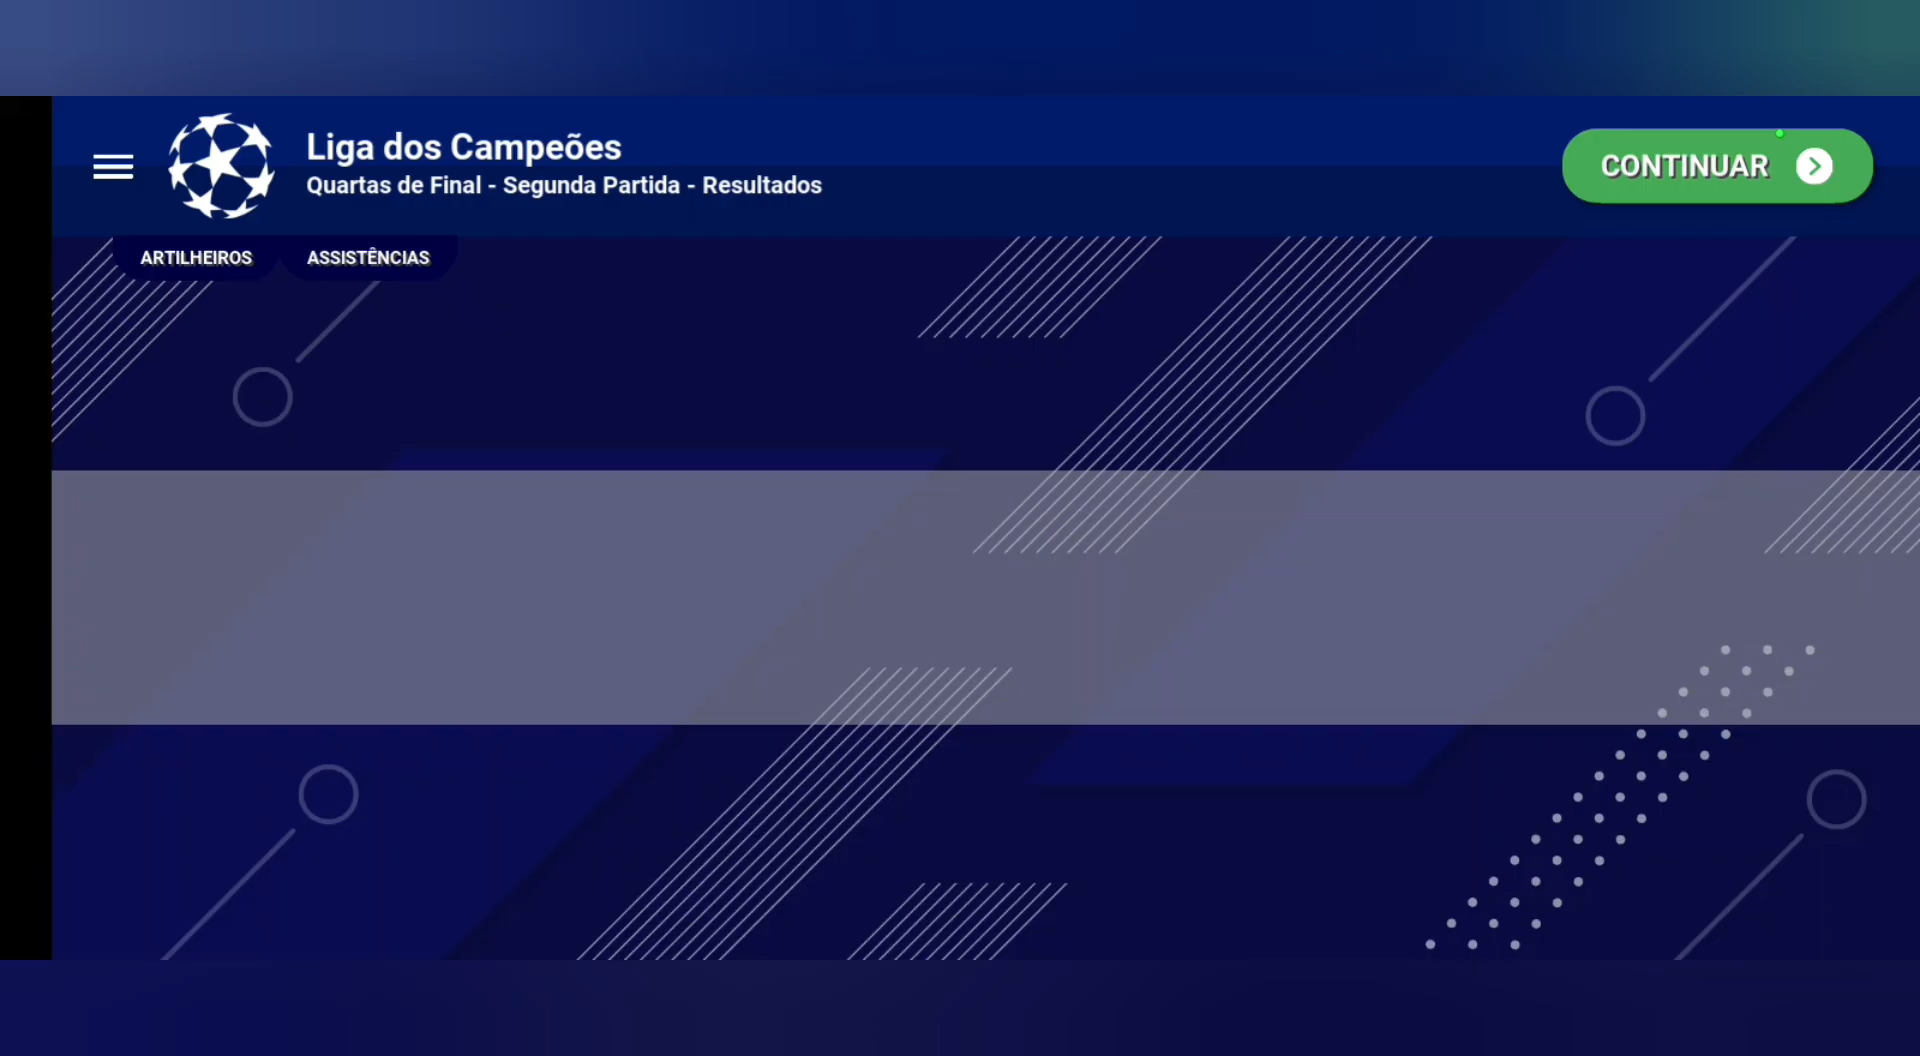 Liga dos Campeões
Quartas de Final - Segunda Partida - Resultados
CONTINUAR
ARTILHEIROS
ASSISTÊNCIAS